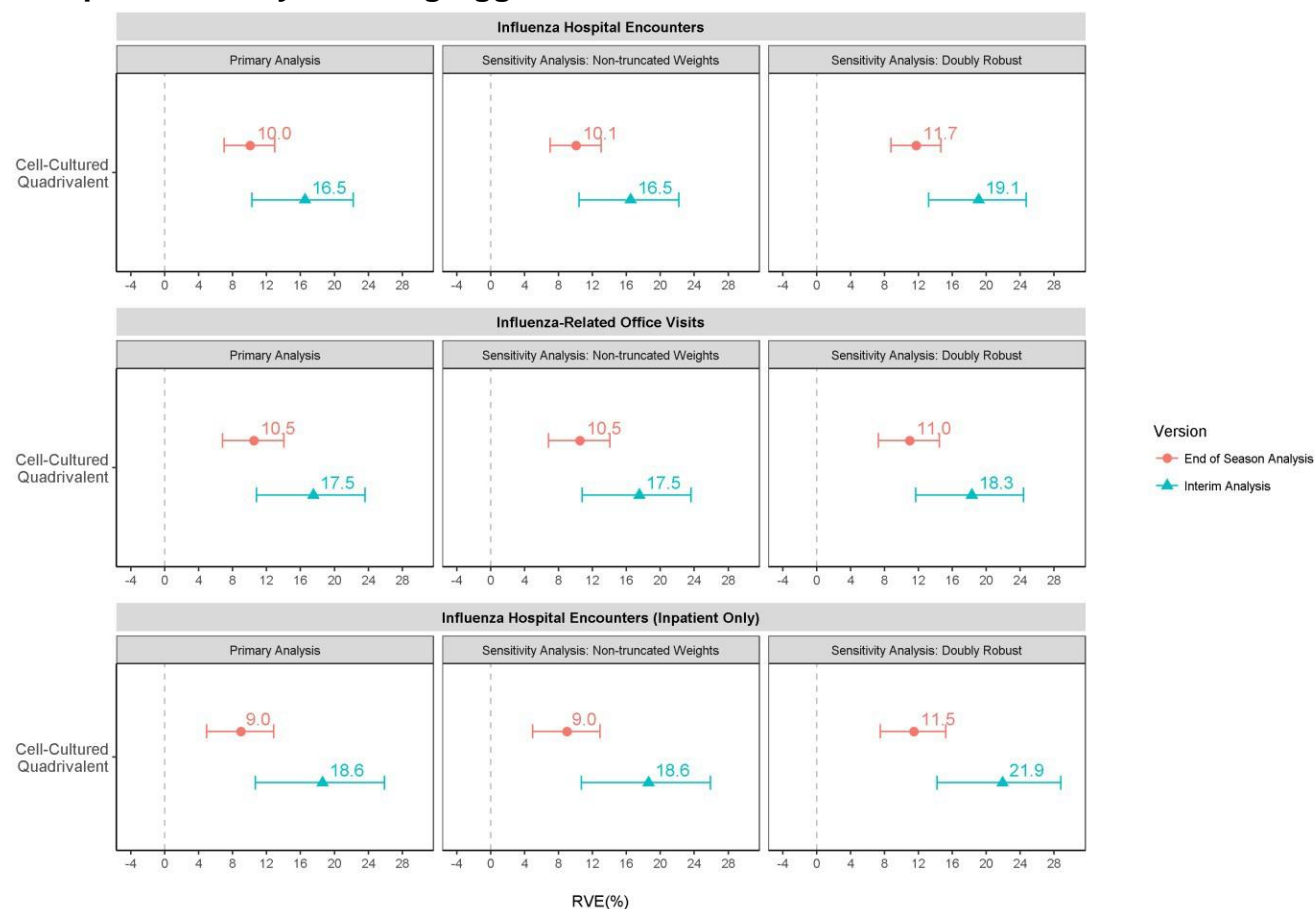 Influenza Hospital Encounters
Primary Analysis
Sensitivity Analysis: Non-truncated Weights
Sensitivity Analysis: Doubly Robust
Cell-Cultured
Quadrivalent
10.0
16.5
10.1
16.5
11.7
19.1
-4 0 4 8 12 16 20 24 28
-4 0 4 8 12 16 20 24 28
-4 0 4 8 12 16 20 24 28
Influenza-Related Office Visits
Primary Analysis
Sensitivity Analysis: Non-truncated Weights
Sensitivity Analysis: Doubly Robust
Cell-Cultured
Quadrivalent
10.5
17.5
10.5
17.5
11.0
18.3
-4 0 4 8 12 16 20 24 28
-4 0 4 8 12 16 20 24 28
-4 0 4 8 12 16 20 24 28
Influenza Hospital Encounters (Inpatient Only)
Primary Analysis
Sensitivity Analysis: Non-truncated Weights
Sensitivity Analysis: Doubly Robust
Cell-Cultured
Quadrivalent
9.0
18.6
9.0
18.6
11.5
21.9
-4 0 4 8 12 16 20 24 28
-4 0 4 8 12 16 20 24 28
-4 0 4 8 12 16 20 24 28
RVE(%)
Version
End of Season Analysis
Interim Analysis